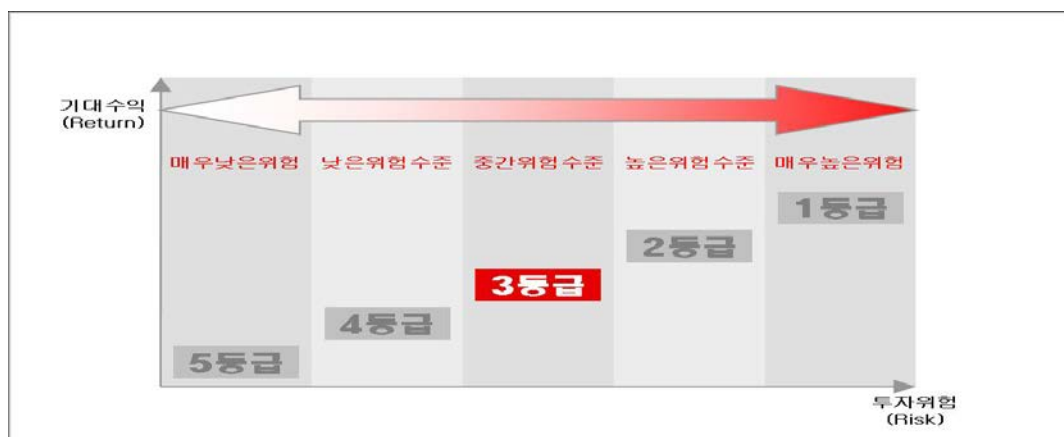 기대수익
(Return)
매우낮은위험 낮은위험수준 중간위험수준 높은위험수준 매우높은위험
1등급
2등급
3등급
4등급
5등급
투자위험
(Risk)